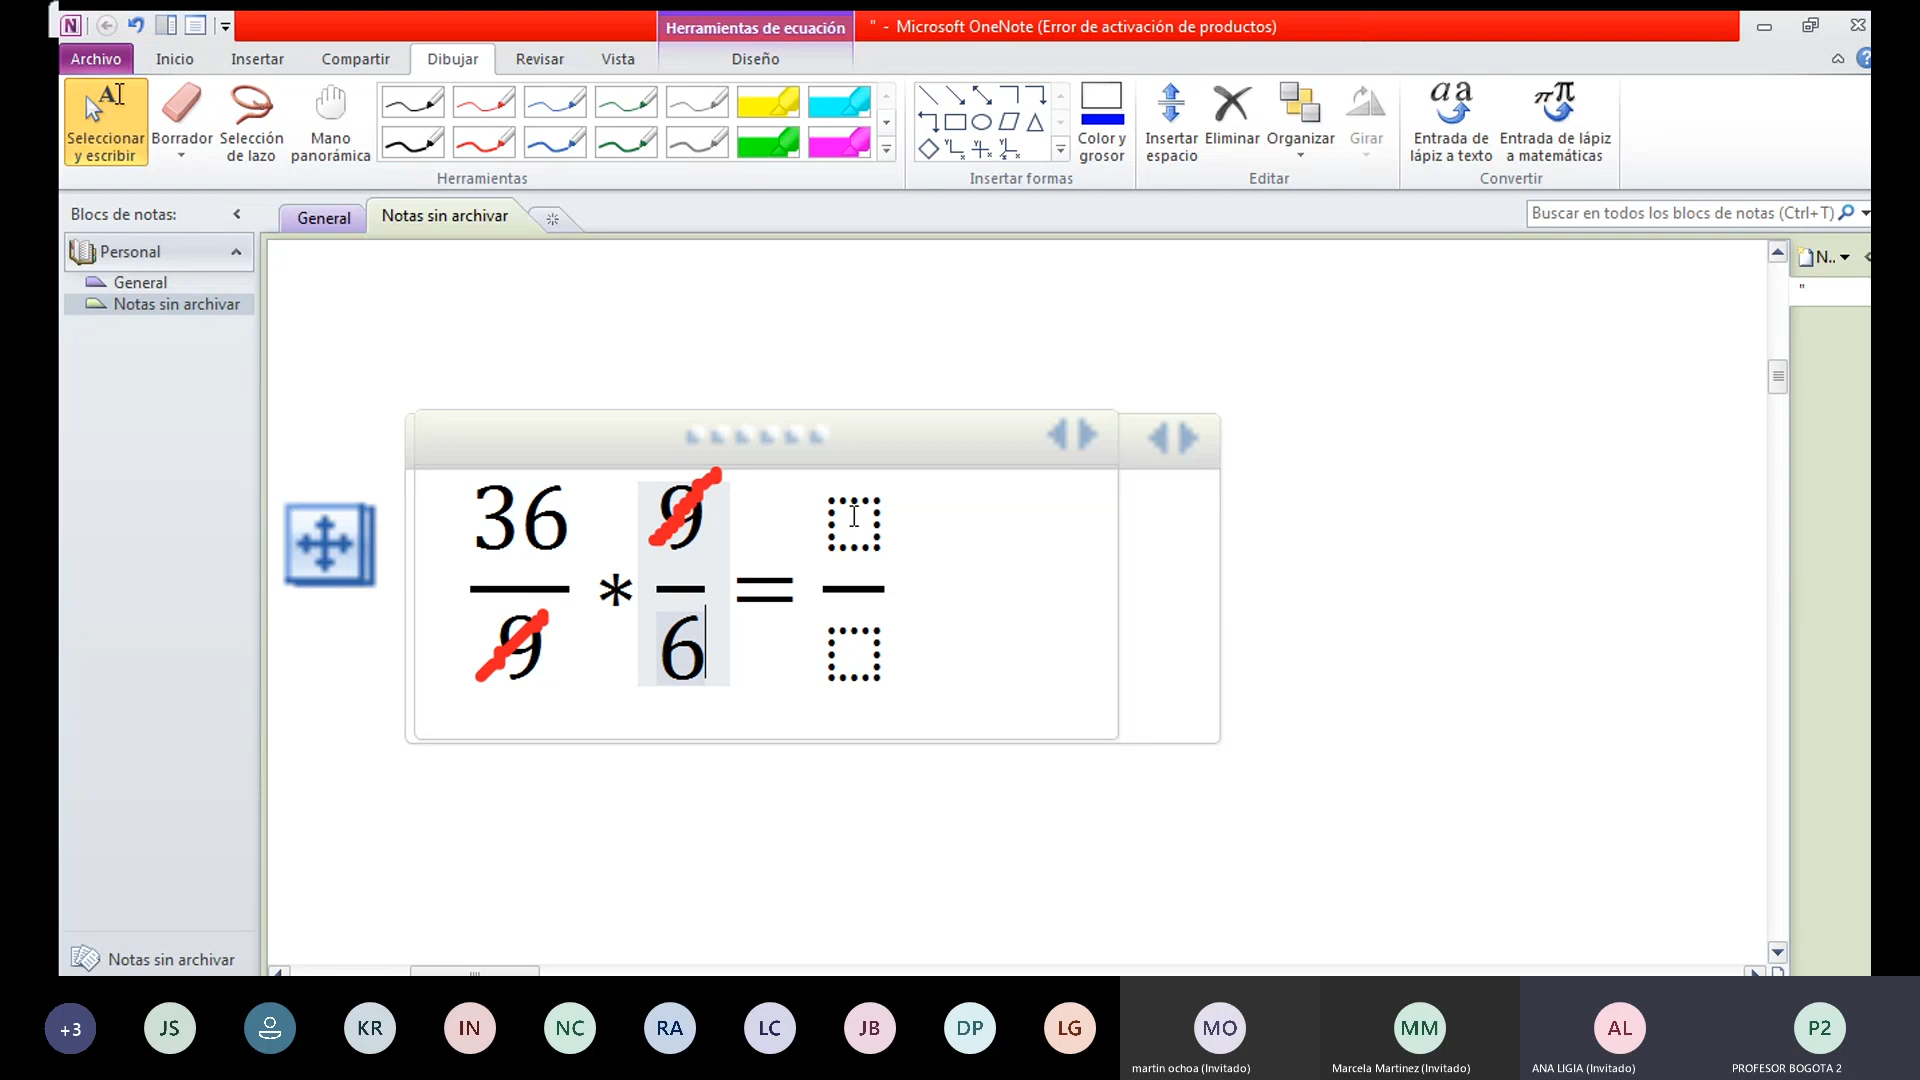 " - Microsoft OneNote (Error de activación de productos)
Herramientas de ecuación
Archivo Inicio Insertar Compartir Dibujar Revisar Vista Diseño
Seleccionar y escribir
Borrador
Selección de lazo
Mano panorámica
Herramientas
Insertar formas
Color y grosor
Insertar espacio
Eliminar
Organizar
Girar
Editar
Entrada de lápiz a texto
Entrada de lápiz a matemáticas
Convertir
Blocs de notas:
General
Notas sin archivar
Buscar en todos los blocs de notas (Ctrl+T)
Personal
General
Notas sin archivar
N..
"
36 9
* =
9 6
Notas sin archivar
+3 JS KR IN NC RA LC JB DP LG MO MM AL P2
martin ochoa (Invitado) Marcela Martinez (Invitado) ANA LIGIA (Invitado) PROFESOR BOGOTA 2